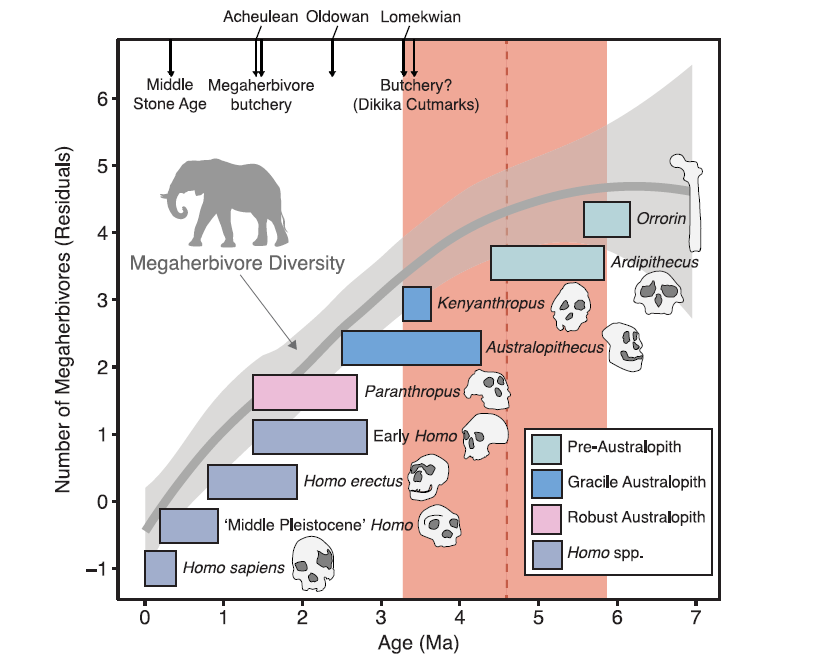 Acheulean Oldowan Lomekwian
Middle
Stone Age
Megaherbivore
butchery
Butchery?
(Dikika Cutmarks)
Number of Megaherbivores (Residuals)
6
5
4
3
2
1
0
−1
Megaherbivore Diversity
Orrorin
Ardipithecus
Kenyanthropus
Australopithecus
Paranthropus
Early Homo
Homo erectus
‘Middle Pleistocene’ Homo
Homo sapiens
Pre-Australopith
Gracile Australopith
Robust Australopith
Homo spp.
0 1 2 3 4 5 6 7
Age (Ma)